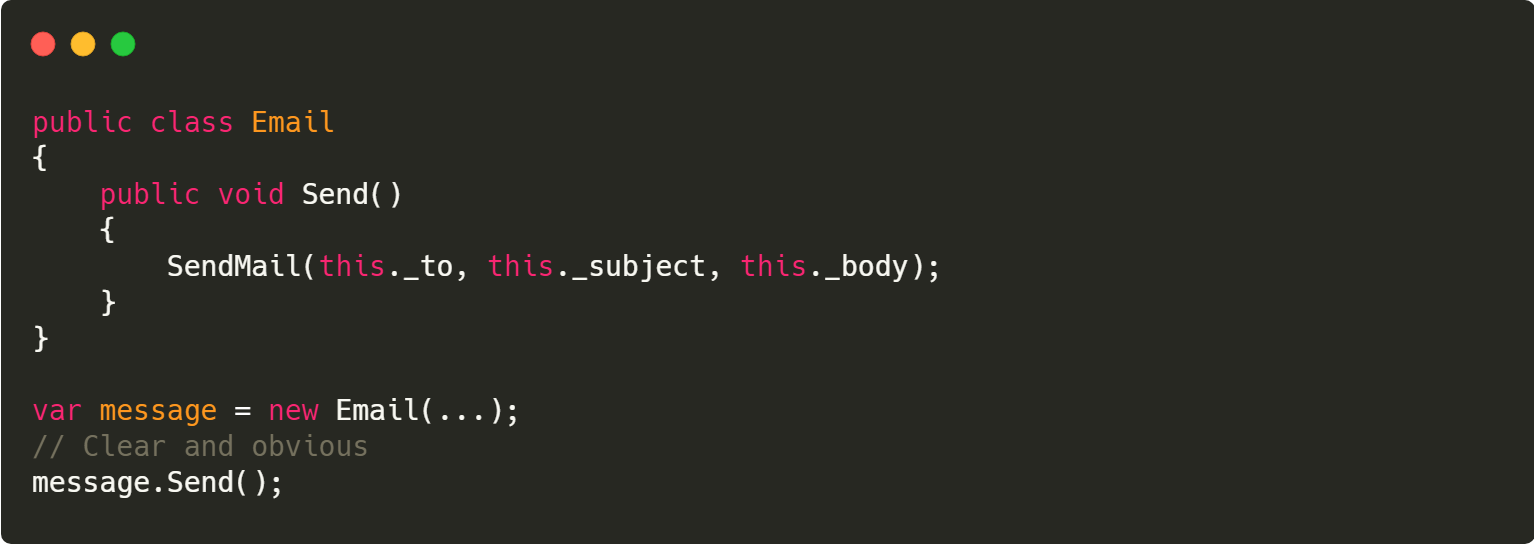 public class Email
{
    public void Send()
    {
        SendMail(this._to, this._subject, this._body);
    }
}

var message = new Email(...);
// Clear and obvious
message.Send();